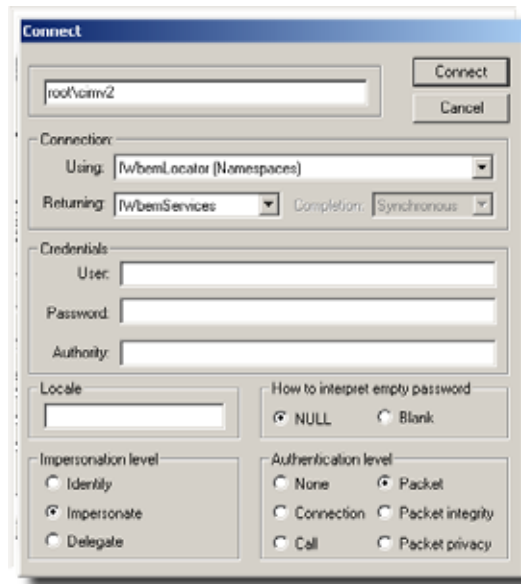 Connect
Connect
root\cimv2
Cancel
Connection:
Using: IWbemLocator (Namespaces)
Returning: IWbemServices Completion: Synchronous
Credentials
User:
Password:
Authority:
Locale
How to interpret empty password
NULL Blank
Impersonation level
Identify
Impersonate
Delegate
Authentication level
None Packet
Connection Packet integrity
Call Packet privacy